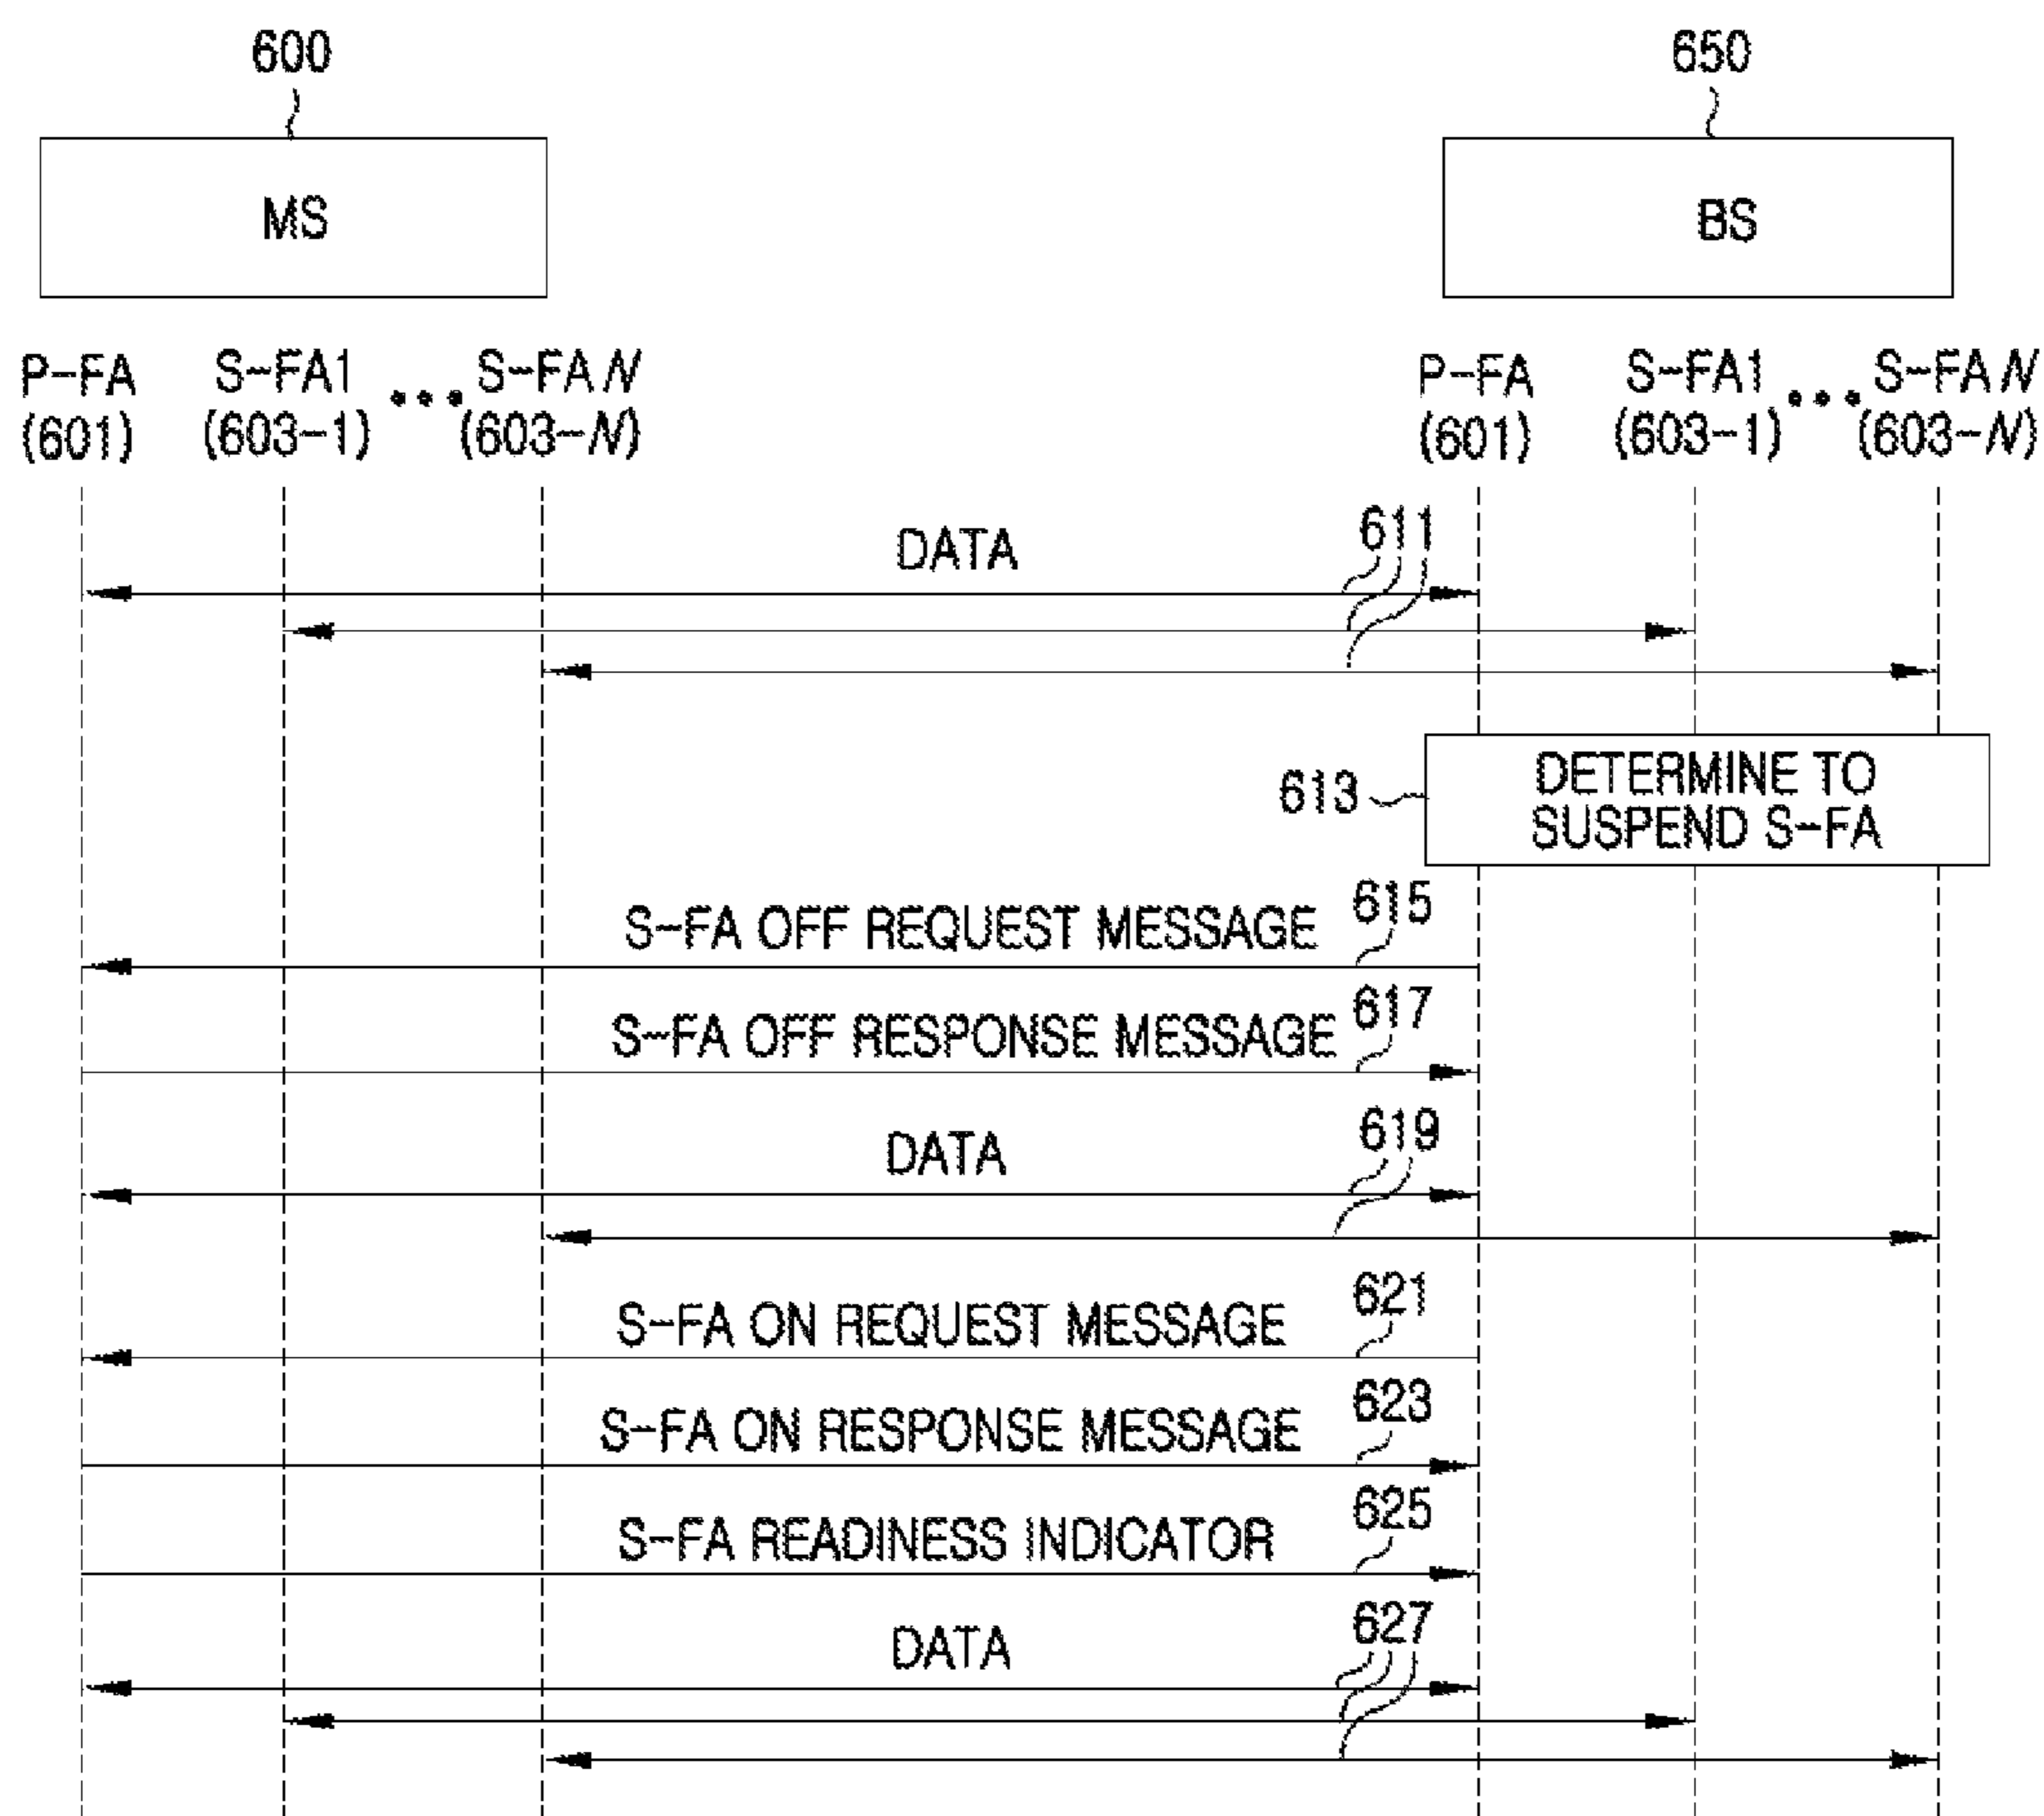 600
650
MS
BS
P-FA S-FA1 ... S-FA N
(601) (603-1) (603-N)
P-FA S-FA1 ... S-FA N
(601) (603-1) (603-N)
DATA
611
613
DETERMINE TO
SUSPEND S-FA
S-FA OFF REQUEST MESSAGE
615
S-FA OFF RESPONSE MESSAGE
617
DATA
619
S-FA ON REQUEST MESSAGE
621
S-FA ON RESPONSE MESSAGE
623
S-FA READINESS INDICATOR
625
DATA
627